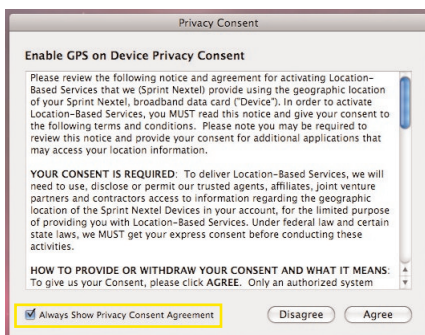 Privacy Consent
Enable GPS on Device Privacy Consent
Please review the following notice and agreement for activating Location-
Based Services that we (Sprint Nextel) provide using the geographic location
of your Sprint Nextel, broadband data card ("Device"). In order to activate
Location-Based Services, you MUST read this notice and give your consent to
the following terms and conditions. Please note you may be required to
review this notice and provide your consent for additional applications that
may access your location information.
YOUR CONSENT IS REQUIRED: To deliver Location-Based Services, we will
need to use, disclose or permit our trusted agents, affiliates, joint venture
partners and contractors access to information regarding the geographic
location of the Sprint Nextel Devices in your account, for the limited purpose
of providing you with Location-Based Services. Under federal law and certain
state laws, we MUST get your express consent before conducting these
activities.
HOW TO PROVIDE OR WITHDRAW YOUR CONSENT AND WHAT IT MEANS:
To give us your Consent, please click AGREE. Only an authorized system
Always Show Privacy Consent Agreement
Disagree
Agree